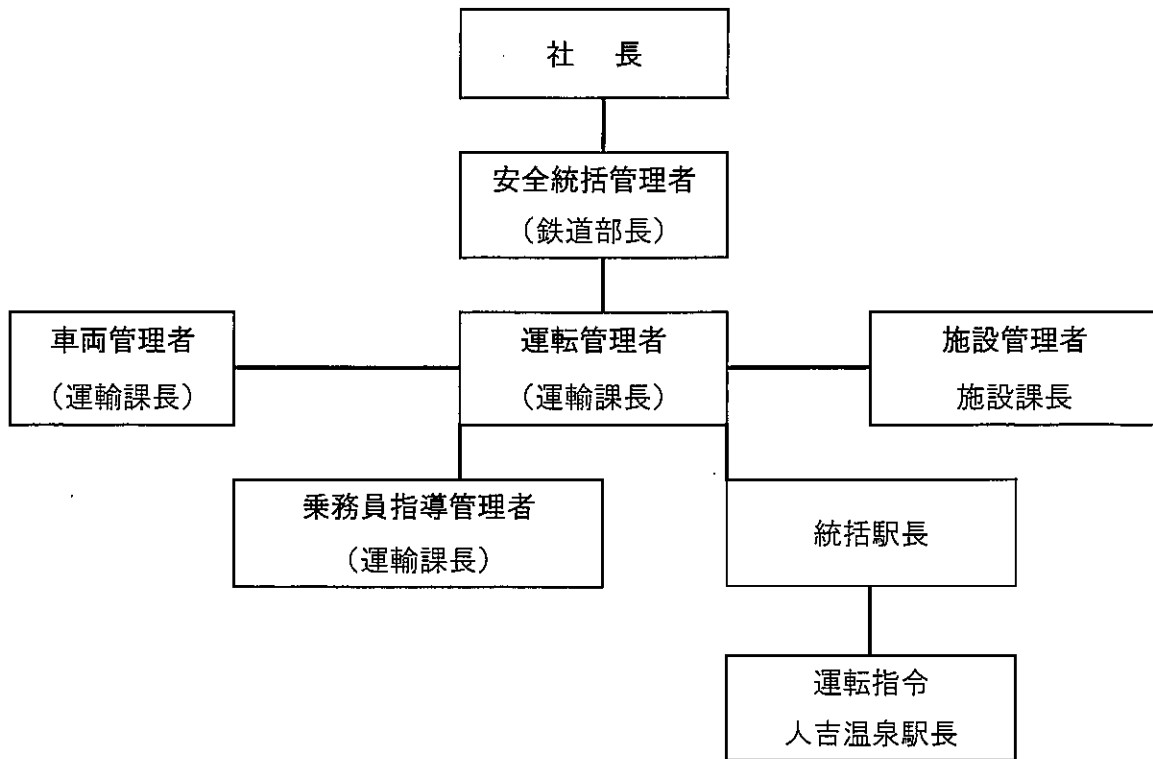 社　長
安全統括管理者
（鉄道部長）
車両管理者
（運輸課長）
運転管理者
（運輸課長）
施設管理者
施設課長
乗務員指導管理者
（運輸課長）
統括駅長
運転指令
人吉温泉駅長